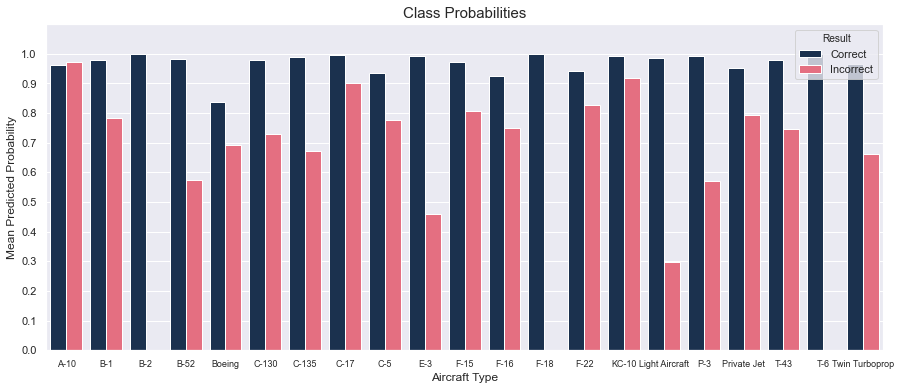 Class Probabilities
Result
Correct
Incorrect
Mean Predicted Probability
1.0
0.9
0.8
0.7
0.6
0.5
0.4
0.3
0.2
0.1
0.0
A-10 B-1 B-2 B-52 Boeing C-130 C-135 C-17 C-5 E-3 F-15 F-16 F-18 F-22 KC-10 Light Aircraft P-3 Private Jet T-43 T-6 Twin Turboprop
Aircraft Type